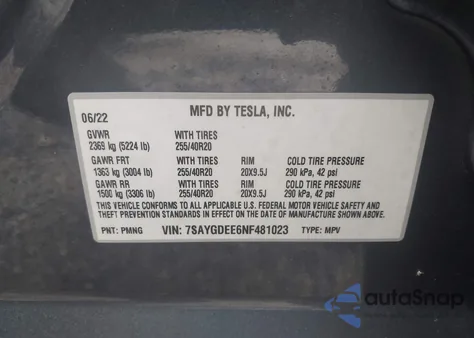 MFD BY TESLA, INC.
06/22
GVWR WITH TIRES
2369 kg (5224 lb) 255/40R20
GAWR FRT WITH TIRES RIM COLD TIRE PRESSURE
1363 kg (3004 lb) 255/40R20 20X9.5J 290 kPa, 42 psi
GAWR RR WITH TIRES RIM COLD TIRE PRESSURE
1500 kg (3306 lb) 255/40R20 20X9.5J 290 kPa, 42 psi
THIS VEHICLE CONFORMS TO ALL APPLICABLE U.S. FEDERAL MOTOR VEHICLE SAFETY AND
THEFT PREVENTION STANDARDS IN EFFECT ON THE DATE OF MANUFACTURE SHOWN ABOVE.
PNT: PMNG VIN: 7SAYGDEE6NF481023 TYPE: MPV
autoSnap